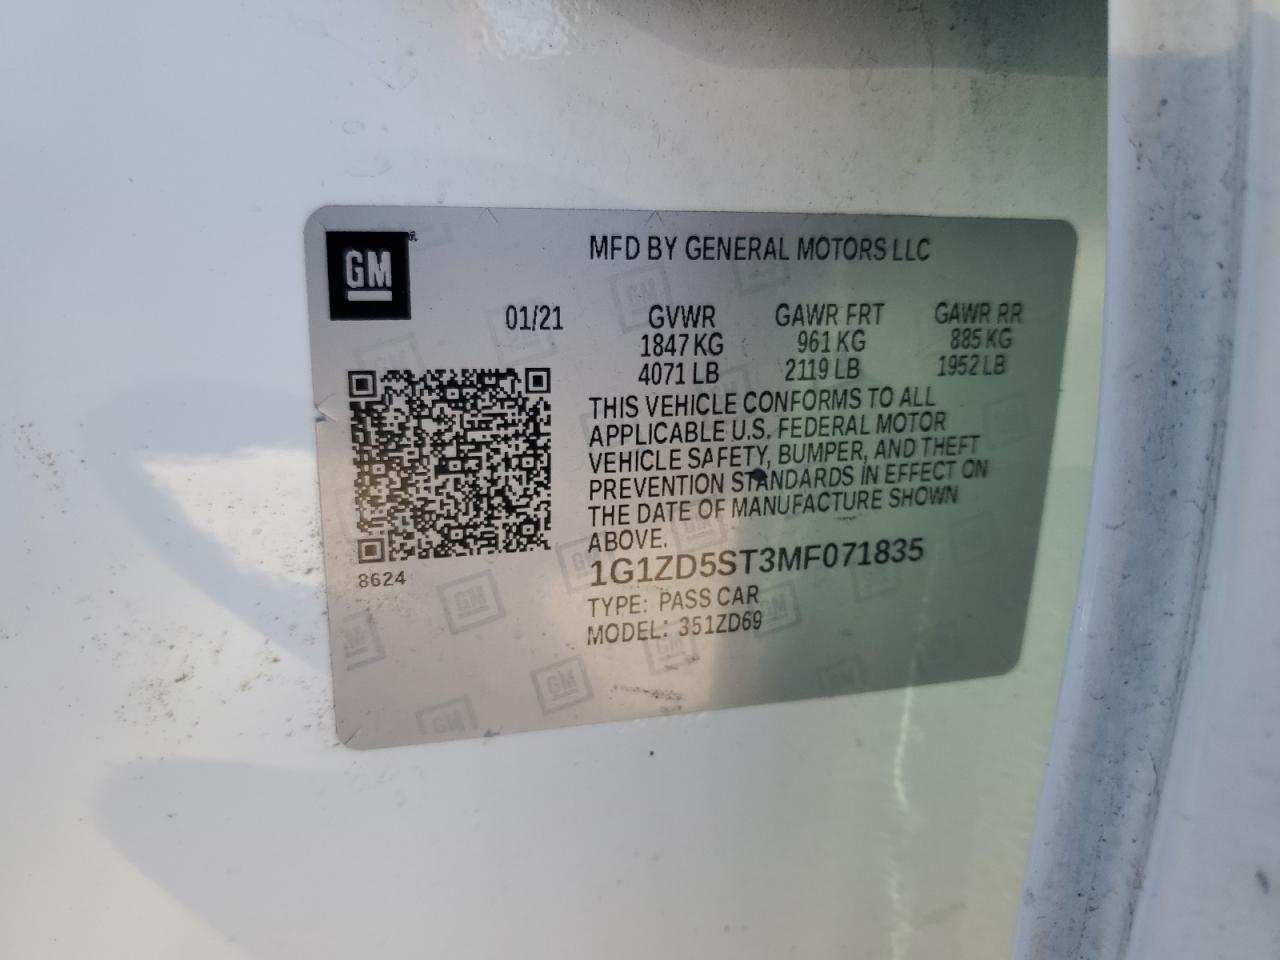 GM
MFD BY GENERAL MOTORS LLC
01/21 GVWR GAWR FRT GAWR RR
1847 KG 961 KG 885 KG
4071 LB 2119 LB 1952 LB
THIS VEHICLE CONFORMS TO ALL
APPLICABLE U.S. FEDERAL MOTOR
VEHICLE SAFETY, BUMPER, AND THEFT
PREVENTION STANDARDS IN EFFECT ON
THE DATE OF MANUFACTURE SHOWN
ABOVE.
8624
1G1ZD5ST3MF071835
TYPE: PASS CAR
MODEL: 351ZD69